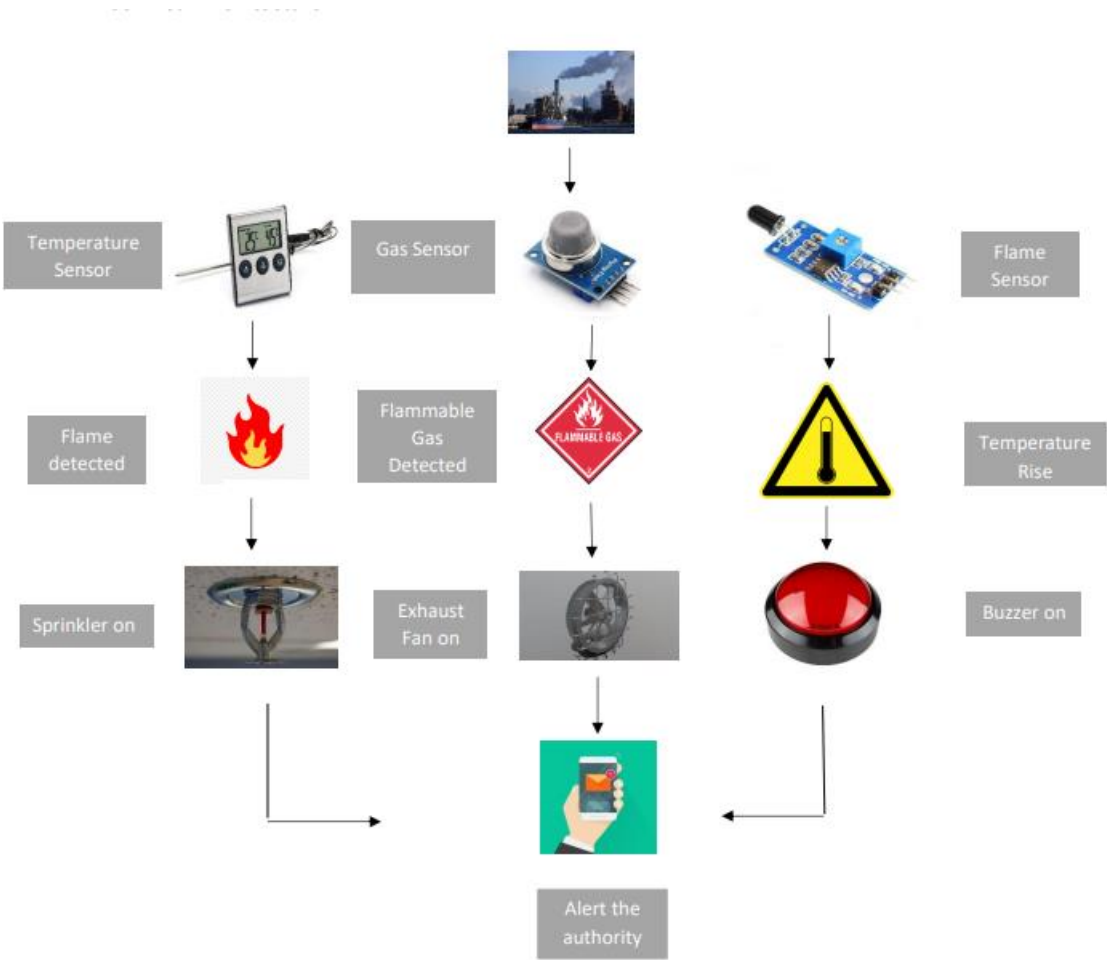 Temperature
Sensor
Gas Sensor
Flame
Sensor
Flame
detected
Flammable
Gas
Detected
FLAMMABLE GAS
2
Temperature
Rise
Sprinkler on
Exhaust
Fan on
Buzzer on
Alert the
authority